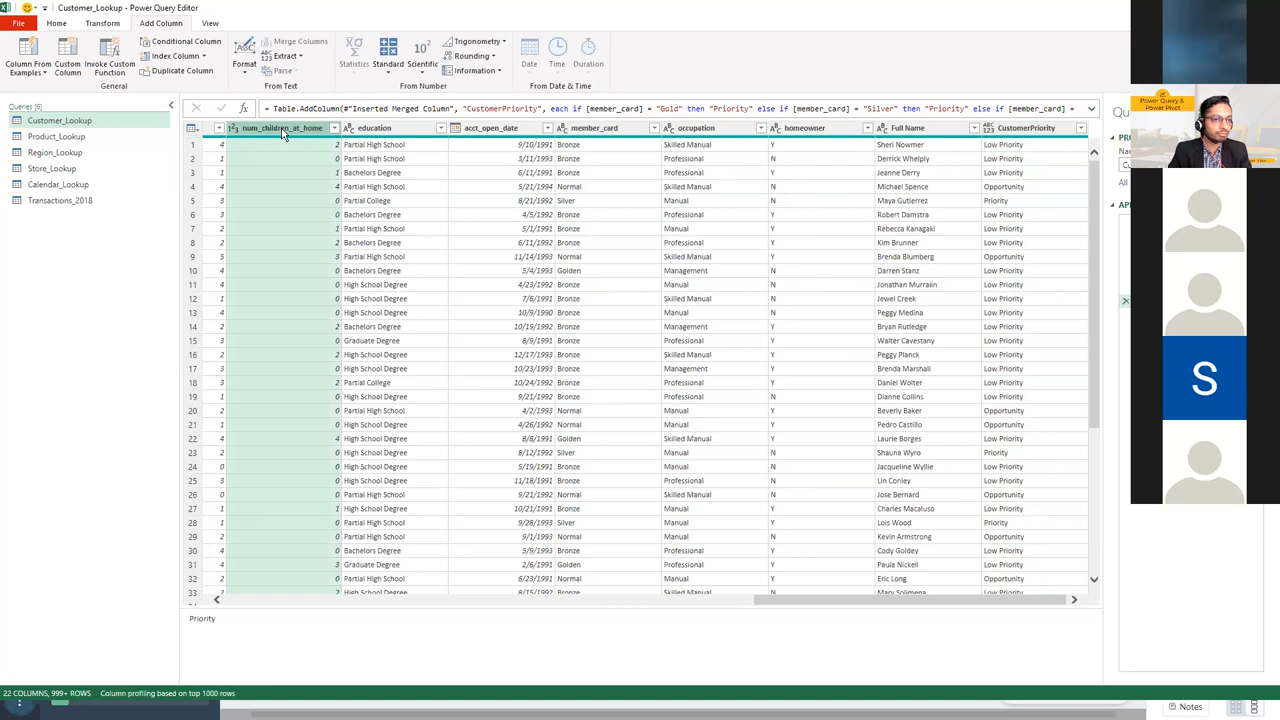 Customer_Lookup - Power Query Editor
File Home Transform Add Column View
Column From Examples Custom Column Invoke Custom Function
Conditional Column
Index Column
Duplicate Column
General
Format
Merge Columns
Extract
Parse
From Text
Statistics Standard Scientific
Trigonometry
Rounding
Information
From Number
Date Time Duration
From Date & Time
Queries [6]
Customer_Lookup
Product_Lookup
Region_Lookup
Store_Lookup
Calendar_Lookup
Transactions_2018
= Table.AddColumn(#"Inserted Merged Column", "CustomerPriority", each if [member_card] = "Gold" then "Priority" else if [member_card] = "Silver" then "Priority" else if [member_card] =
num_children_at_home education acct_open_date member_card occupation homeowner Full Name CustomerPriority
1 4 2 Partial High School 9/10/1991 Bronze Skilled Manual Y Sheri Nowmer Low Priority
2 1 0 Partial High School 3/11/1993 Bronze Professional N Derrick Whelply Low Priority
3 1 1 Bachelors Degree 6/11/1991 Bronze Professional Y Jeanne Derry Low Priority
4 4 4 Partial High School 5/21/1994 Normal Skilled Manual N Michael Spence Opportunity
5 3 0 Partial College 8/21/1992 Silver Manual N Maya Gutierrez Priority
6 3 0 Bachelors Degree 4/5/1992 Bronze Professional Y Robert Damstra Low Priority
7 2 1 Partial High School 5/1/1991 Bronze Manual Y Rebecca Kanagaki Low Priority
8 2 2 Bachelors Degree 6/11/1992 Bronze Professional Y Kim Brunner Low Priority
9 5 3 Partial High School 11/14/1993 Normal Skilled Manual Y Brenda Blumberg Opportunity
10 4 0 Bachelors Degree 5/4/1993 Golden Management N Darren Stanz Low Priority
11 4 0 High School Degree 4/23/1992 Bronze Manual N Jonathan Murraiin Low Priority
12 1 0 High School Degree 7/6/1991 Bronze Skilled Manual N Jewel Creek Low Priority
13 4 0 High School Degree 10/9/1990 Bronze Manual N Peggy Medina Low Priority
14 2 2 Bachelors Degree 10/19/1992 Bronze Management Y Bryan Rutledge Low Priority
15 3 0 Graduate Degree 8/9/1991 Bronze Professional Y Walter Cavestany Low Priority
16 2 2 High School Degree 12/17/1993 Bronze Skilled Manual Y Peggy Planck Low Priority
17 3 0 High School Degree 10/23/1993 Bronze Management Y Brenda Marshall Low Priority
18 3 2 Partial College 10/24/1992 Bronze Professional Y Daniel Wolter Low Priority
19 1 0 High School Degree 9/21/1992 Bronze Professional Y Dianne Collins Low Priority
20 2 0 Partial High School 4/2/1993 Normal Manual Y Beverly Baker Opportunity
21 1 0 High School Degree 4/26/1992 Normal Manual Y Pedro Castillo Opportunity
22 4 4 High School Degree 8/8/1991 Golden Skilled Manual Y Laurie Borges Low Priority
23 2 0 High School Degree 8/12/1992 Silver Manual N Shauna Wyro Priority
24 0 0 High School Degree 5/19/1991 Bronze Manual N Jacqueline Wyllie Low Priority
25 3 0 High School Degree 11/18/1991 Bronze Professional N Lin Conley Low Priority
26 0 0 Partial High School 9/21/1992 Normal Skilled Manual N Jose Bernard Opportunity
27 1 1 High School Degree 10/21/1991 Bronze Manual Y Charles Macaluso Low Priority
28 1 0 Partial High School 9/28/1993 Silver Manual N Lois Wood Priority
29 2 0 Partial High School 9/1/1993 Normal Manual N Kevin Armstrong Opportunity
30 4 0 Bachelors Degree 5/9/1993 Bronze Professional Y Cody Goldey Low Priority
31 4 3 Graduate Degree 2/6/1991 Golden Professional Y Paula Nickell Low Priority
32 2 0 Partial High School 6/23/1991 Normal Manual Y Eric Long Opportunity
33 2 2 High School Degree 8/15/1992 Bronze Skilled Manual Y Mary Solimena Low Priority
Priority
22 COLUMNS, 999+ ROWS Column profiling based on top 1000 rows
Power Query & Power Pivot
S
Notes